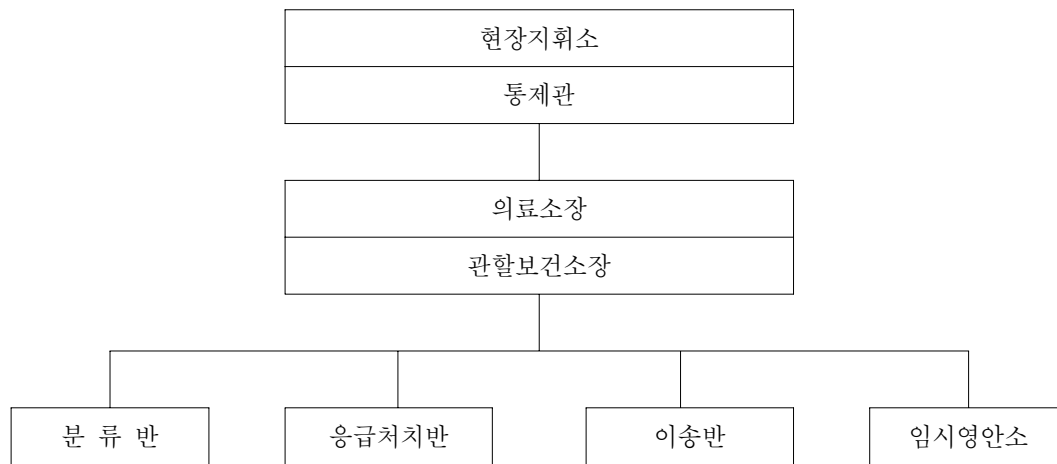 현장지휘소
통제관
의료소장
관할보건소장
분 류 반
응급처치반
이송반
임시영안소